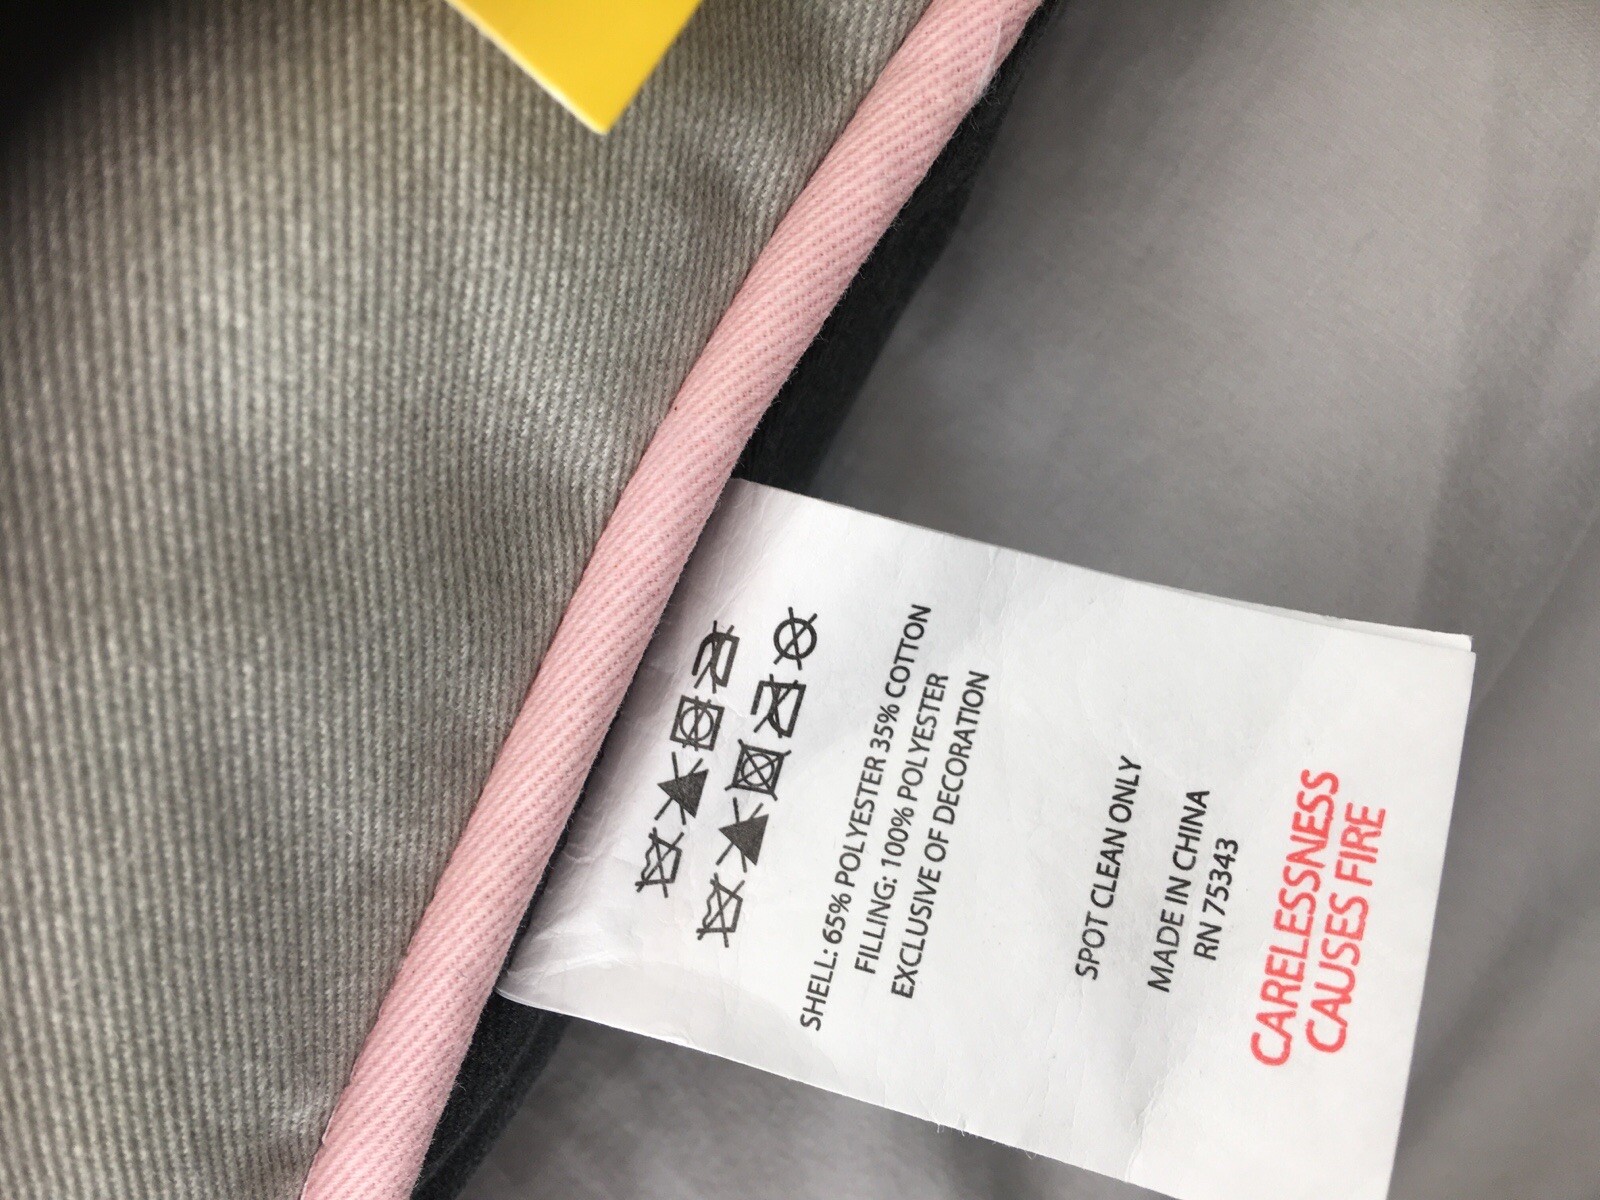 SHELL: 65% POLYESTER 35% COTTON
FILLING: 100% POLYESTER
EXCLUSIVE OF DECORATION
SPOT CLEAN ONLY
MADE IN CHINA
RN 75343
CARELESSNESS
CAUSES FIRE